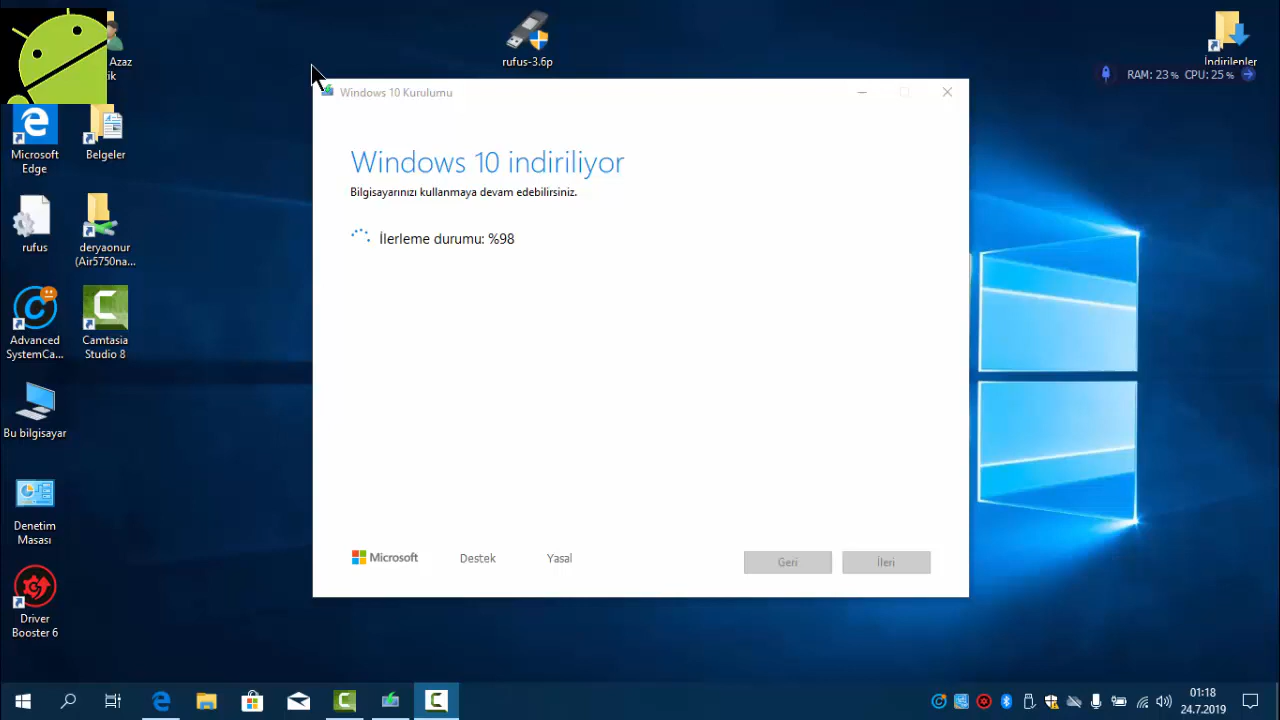 Azaz
ik
rufus-3.6p
İndirilenler
RAM: 23 % CPU: 25 %
Microsoft
Edge
Belgeler
rufus
deryaonur
(Air5750na...
Advanced
SystemCa...
Camtasia
Studio 8
Bu bilgisayar
Denetim
Masası
Driver
Booster 6
Windows 10 Kurulumu
Windows 10 indiriliyor
Bilgisayarınızı kullanmaya devam edebilirsiniz.
İlerleme durumu: %98
Microsoft
Destek
Yasal
Geri
İleri
01:18
24.7.2019